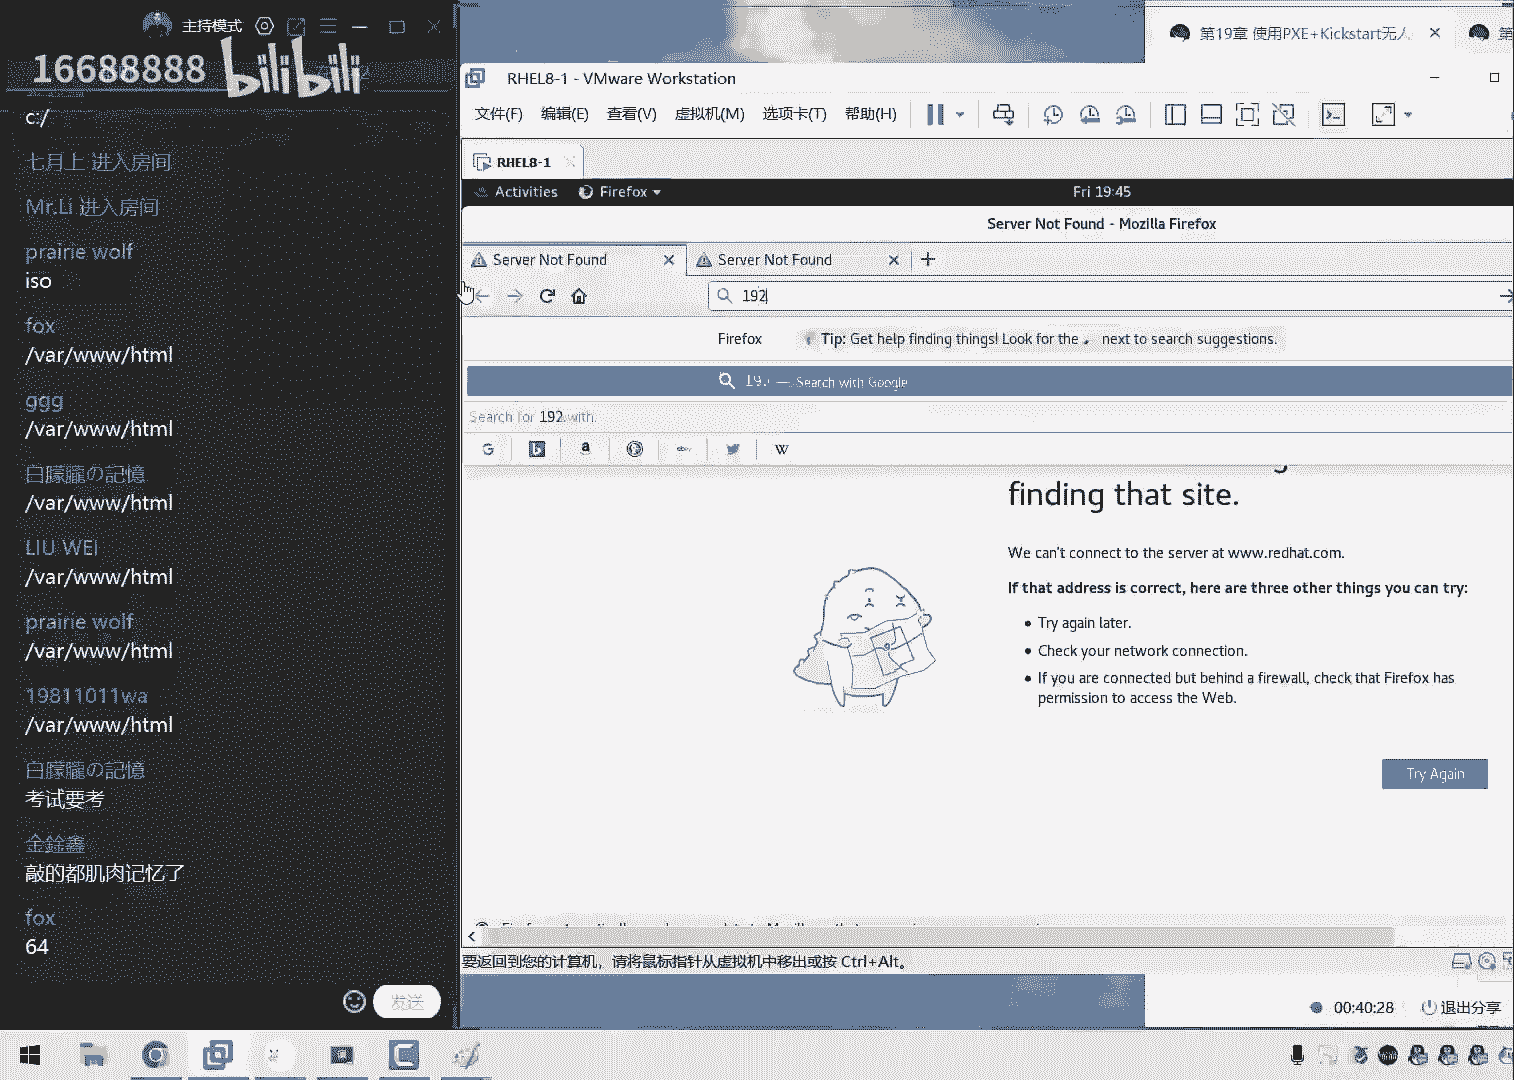 主持模式
16688888 bilibili
c:/
七月上 进入房间
Mr.Li 进入房间
prairie wolf
iso
fox
/var/www/html
ggg
/var/www/html
白朦朧の記憶
/var/www/html
LIU WEI
/var/www/html
prairie wolf
/var/www/html
19811011wa
/var/www/html
白朦朧の記憶
考试要考
金銓鑫
敲的都肌肉记忆了
fox
64
发送
第19章 使用PXE+Kickstart无人
第
RHEL8-1 - VMware Workstation
文件(F) 编辑(E) 查看(V) 虚拟机(M) 选项卡(T) 帮助(H)
RHEL8-1
Activities Firefox Fri 19:45
Server Not Found - Mozilla Firefox
Server Not Found Server Not Found
192
Firefox Tip: Get help finding things! Look for the next to search suggestions.
— Search with Google
Search for 192 with:
finding that site.
We can't connect to the server at www.redhat.com.
If that address is correct, here are three other things you can try:
• Try again later.
• Check your network connection.
• If you are connected but behind a firewall, check that Firefox has
permission to access the Web.
Try Again
要返回到您的计算机，请将鼠标指针从虚拟机中移出或按 Ctrl+Alt。
00:40:28 退出分享